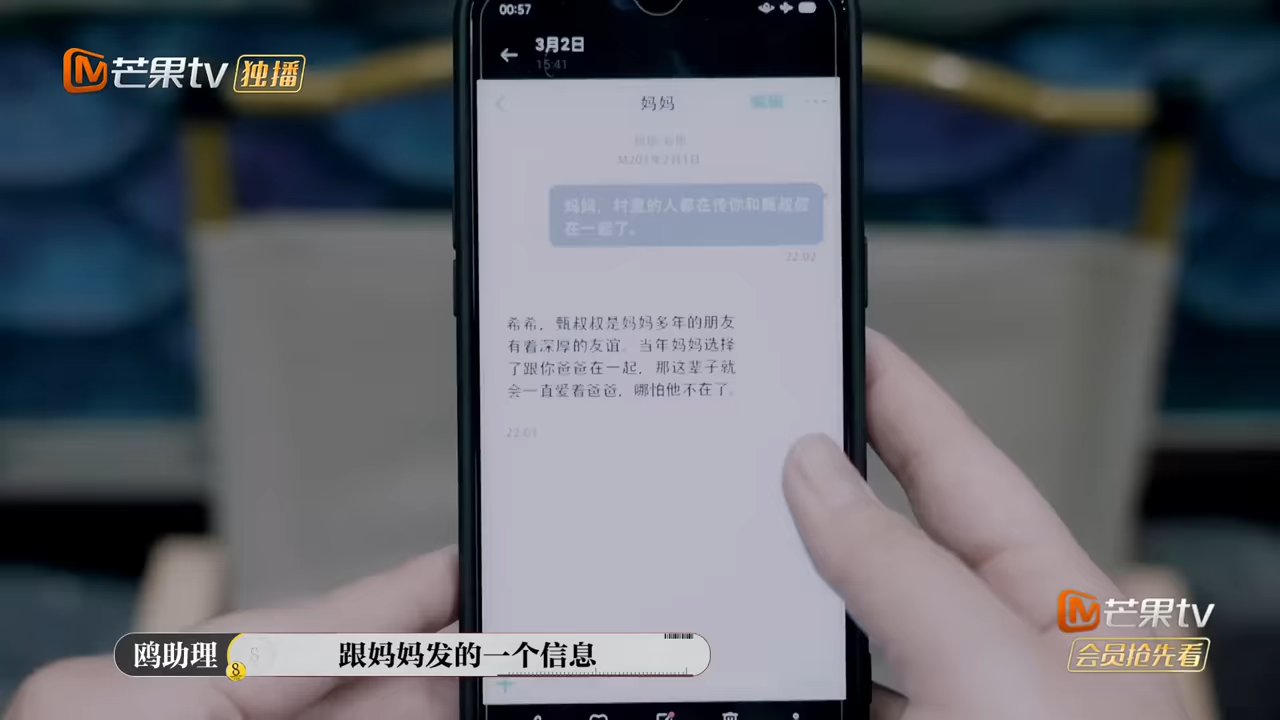 00:57
3月2日
15:41
芒果tv 独播
妈妈
妈妈，村里的人都在传你和甄叔叔
在一起了。
22:02
希希，甄叔叔是妈妈多年的朋友
有着深厚的友谊。当年妈妈选择
了跟你爸爸在一起，那这辈子就
会一直爱着爸爸，哪怕他不在了。
芒果tv
会员抢先看
鸥助理
8
跟妈妈发的一个信息